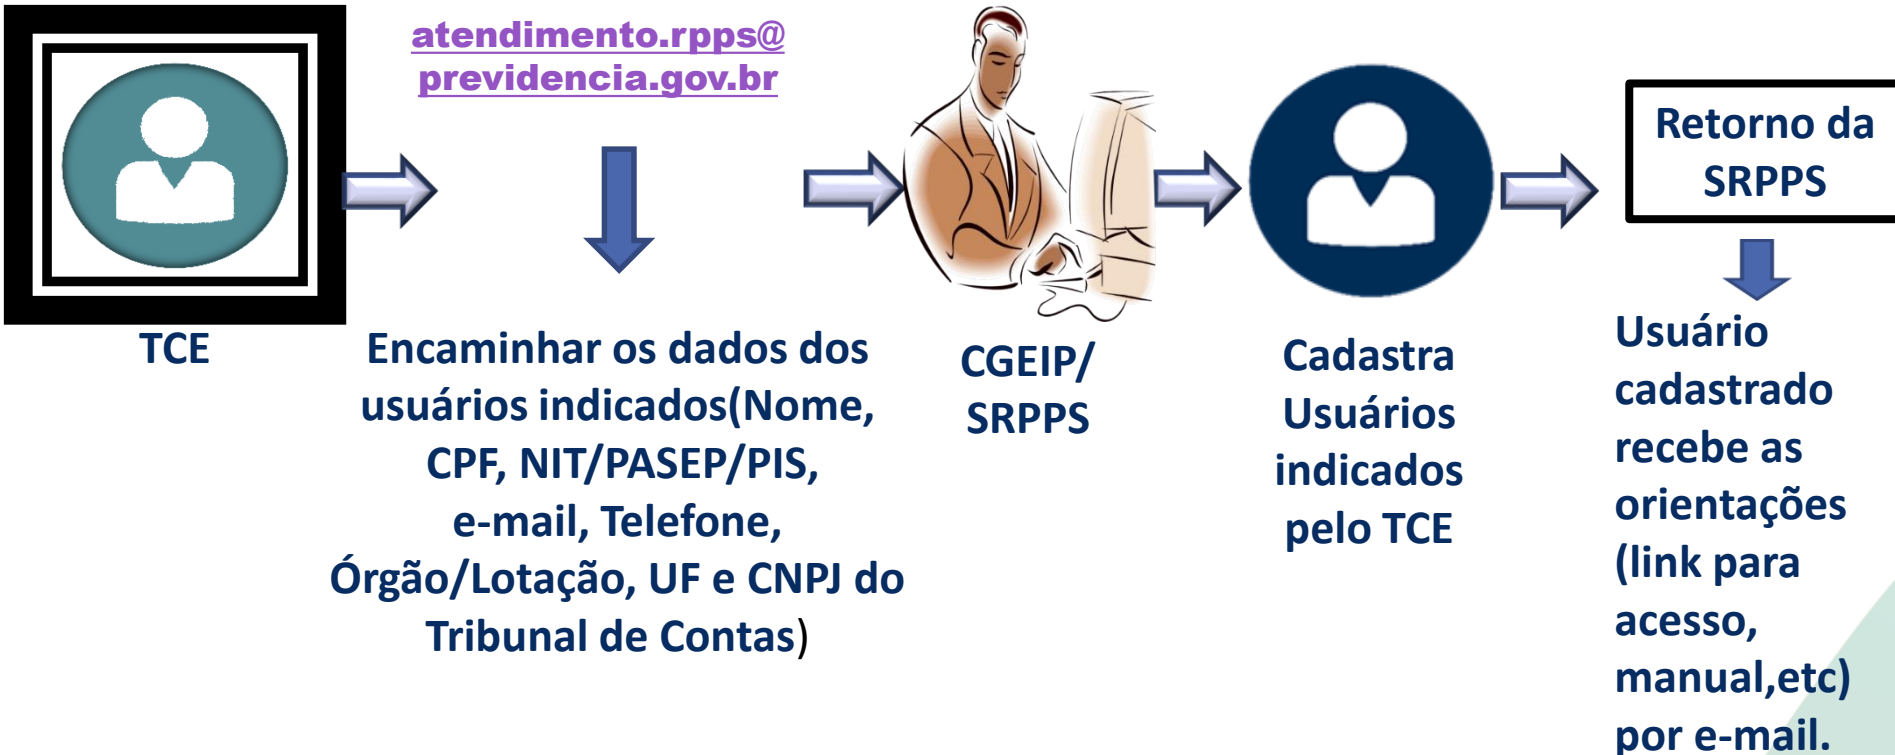 atendimento.rpps@
previdencia.gov.br
TCE
Encaminhar os dados dos
usuários indicados(Nome,
CPF, NIT/PASEP/PIS,
e-mail, Telefone,
Órgão/Lotação, UF e CNPJ do
Tribunal de Contas)
CGEIP/
SRPPS
Cadastra
Usuários
indicados
pelo TCE
Retorno da
SRPPS
Usuário
cadastrado
recebe as
orientações
(link para
acesso,
manual,etc)
por e-mail.